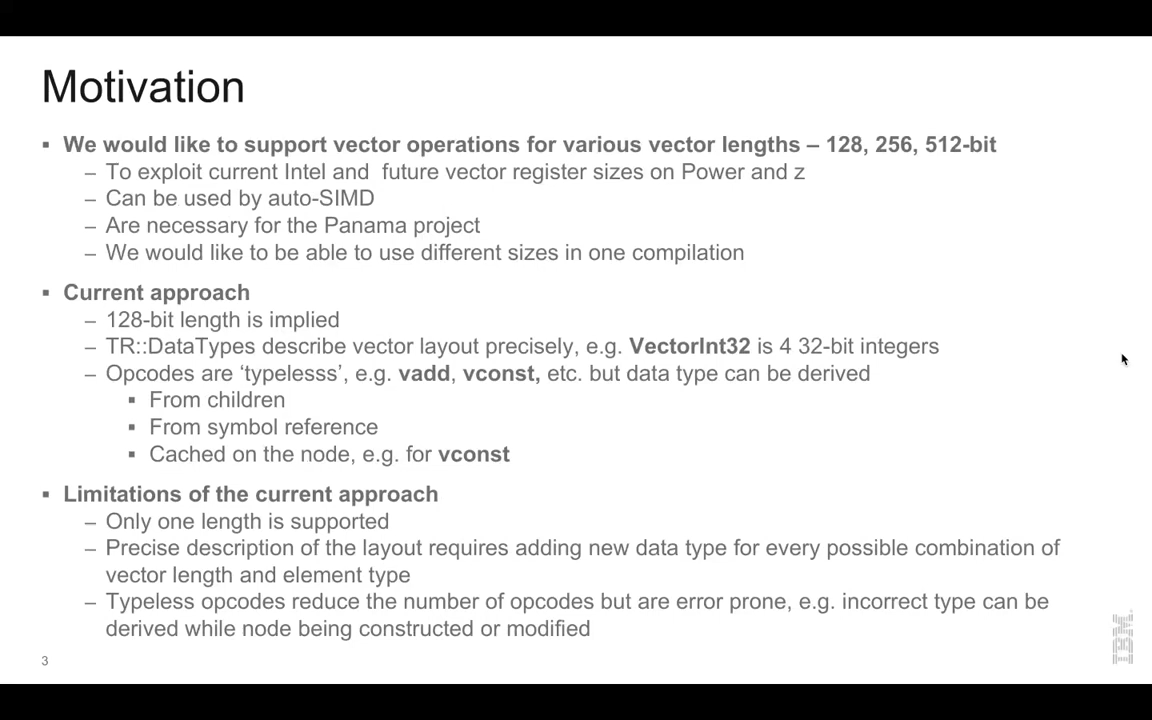 Motivation
▪ We would like to support vector operations for various vector lengths – 128, 256, 512-bit
– To exploit current Intel and  future vector register sizes on Power and z
– Can be used by auto-SIMD
– Are necessary for the Panama project
– We would like to be able to use different sizes in one compilation
▪ Current approach
– 128-bit length is implied
– TR::DataTypes describe vector layout precisely, e.g. VectorInt32 is 4 32-bit integers
– Opcodes are ‘typelesss’, e.g. vadd, vconst, etc. but data type can be derived
▪ From children
▪ From symbol reference
▪ Cached on the node, e.g. for vconst
▪ Limitations of the current approach
– Only one length is supported
– Precise description of the layout requires adding new data type for every possible combination of
vector length and element type
– Typeless opcodes reduce the number of opcodes but are error prone, e.g. incorrect type can be
derived while node being constructed or modified
3
IBM